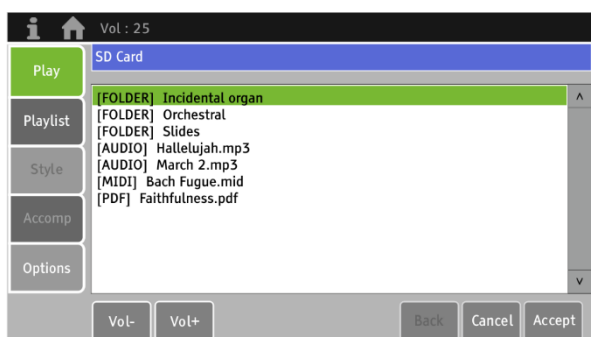 i Vol : 25
Play
SD Card
Playlist
Style
Accomp
Options
[FOLDER] Incidental organ
[FOLDER] Orchestral
[FOLDER] Slides
[AUDIO] Hallelujah.mp3
[AUDIO] March 2.mp3
[MIDI] Bach Fugue.mid
[PDF] Faithfulness.pdf
Vol- Vol+ Back Cancel Accept